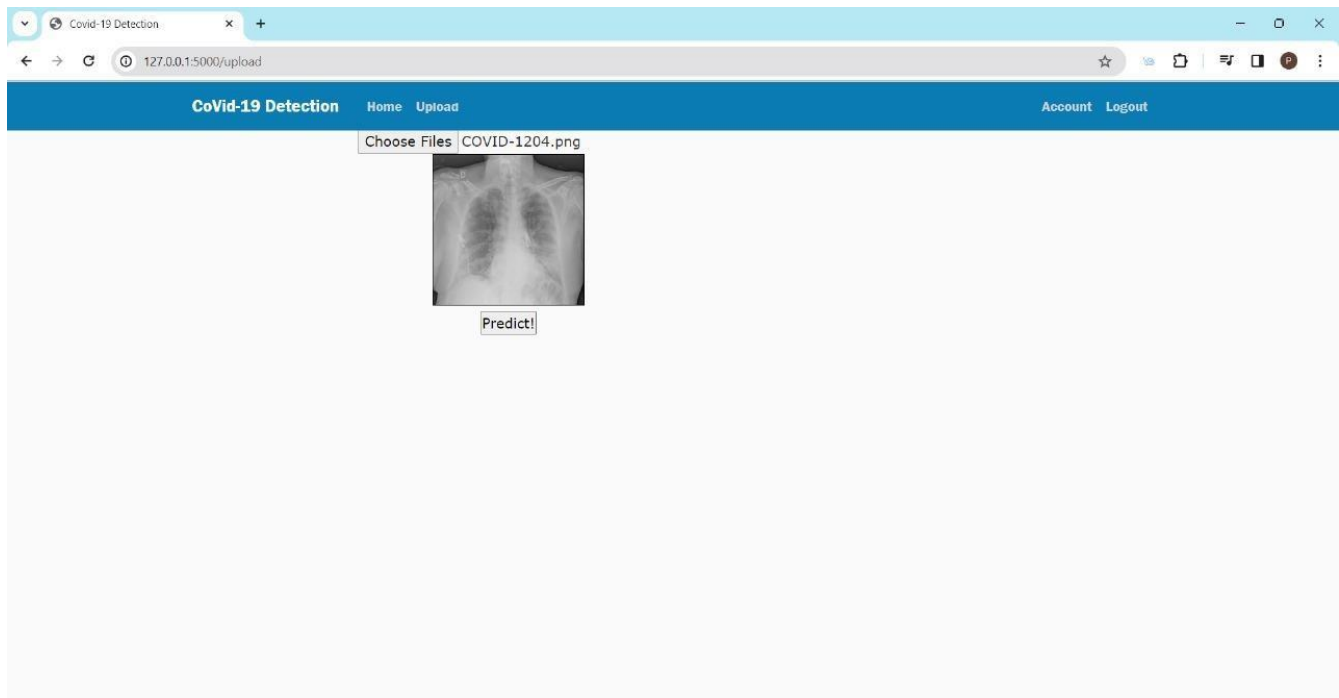 Covid-19 Detection
127.0.0.1:5000/upload
P
CoVid-19 Detection Home Upload Account Logout
Choose Files COVID-1204.png
Predict!